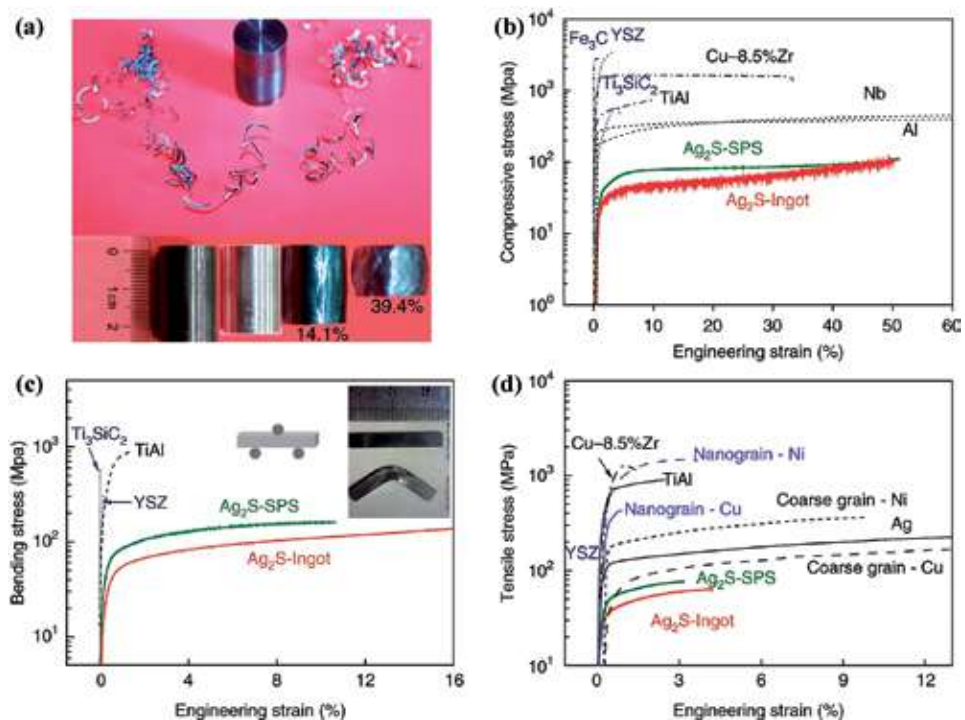 (a)
0
1cm
2
14.1%
39.4%
(b)
Compressive stress (Mpa)
10⁴
10³
10²
10¹
10⁰
Fe₃C YSZ
Cu–8.5%Zr
Ti₃SiC₂
TiAl
Nb
Al
Ag₂S-SPS
Ag₂S-Ingot
0 10 20 30 40 50 60
Engineering strain (%)
(c)
Bending stress (Mpa)
10³
10²
10¹
Ti₃SiC₂
TiAl
YSZ
Ag₂S-SPS
Ag₂S-Ingot
0 4 8 12 16
Engineering strain (%)
(d)
Tensile stress (MPa)
10⁴
10³
10²
10¹
Cu–8.5%Zr
Nanograin - Ni
TiAl
Nanograin - Cu
Coarse grain - Ni
Ag
YSZ
Coarse grain - Cu
Ag₂S-SPS
Ag₂S-Ingot
0 3 6 9 12
Engineering strain (%)